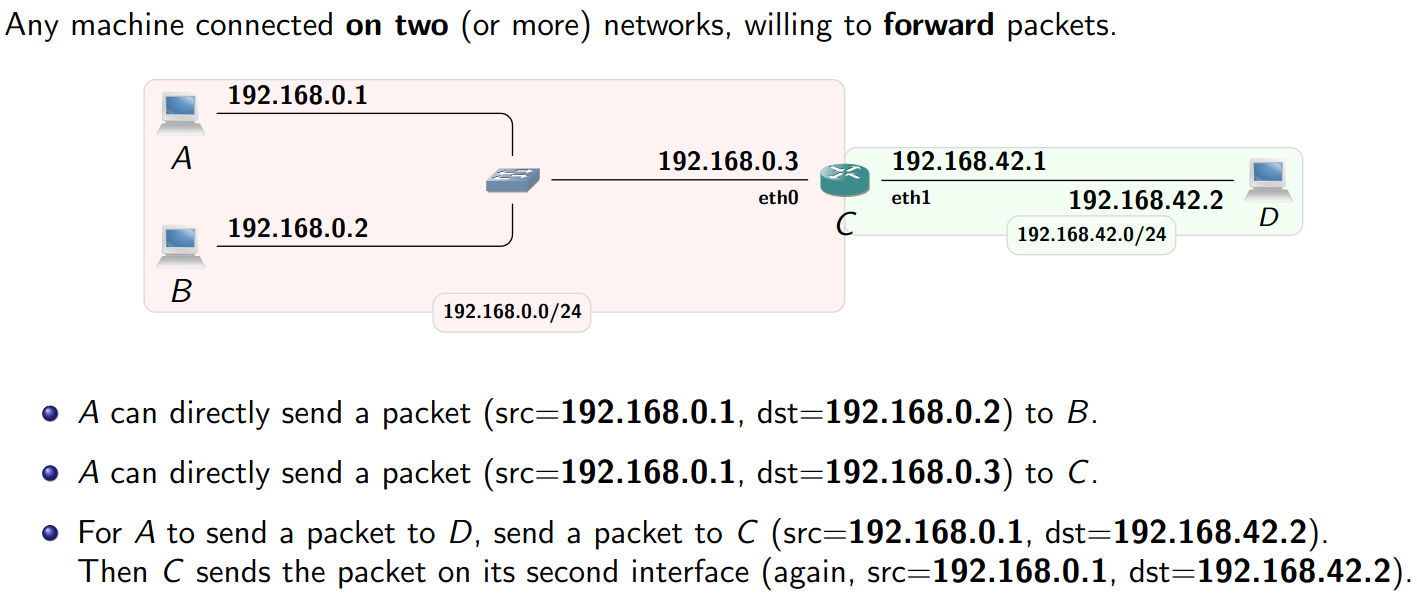 Any machine connected on two (or more) networks, willing to forward packets.
192.168.0.1
A
192.168.0.3
eth0
192.168.42.1
eth1
192.168.42.2
C
D
192.168.42.0/24
192.168.0.2
B
192.168.0.0/24
A can directly send a packet (src=192.168.0.1, dst=192.168.0.2) to B.
A can directly send a packet (src=192.168.0.1, dst=192.168.0.3) to C.
For A to send a packet to D, send a packet to C (src=192.168.0.1, dst=192.168.42.2).
Then C sends the packet on its second interface (again, src=192.168.0.1, dst=192.168.42.2).